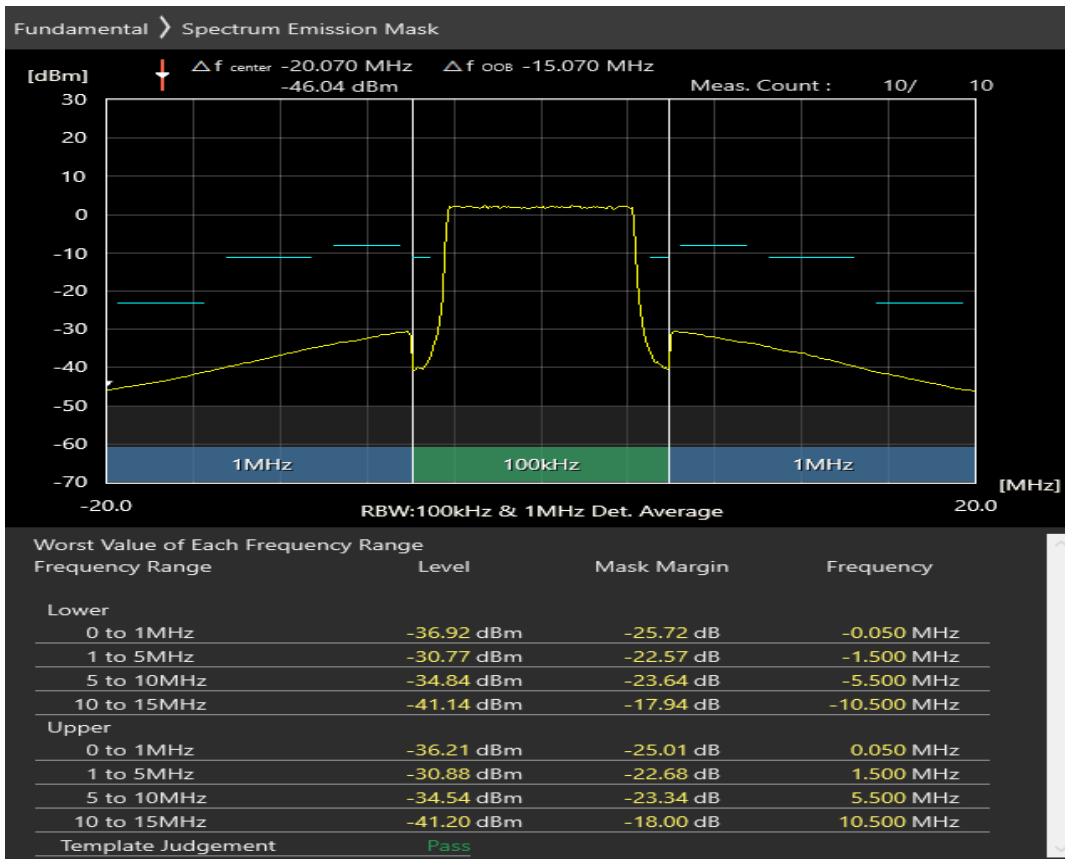 Fundamental ❯ Spectrum Emission Mask
[dBm] △f center -20.070 MHz △f OOB -15.070 MHz
-46.04 dBm Meas. Count : 10/ 10
30
20
10
0
-10
-20
-30
-40
-50
-60
1MHz 100kHz 1MHz
-70 [MHz]
-20.0 RBW:100kHz & 1MHz Det. Average 20.0
Worst Value of Each Frequency Range
Frequency Range Level Mask Margin Frequency
Lower
0 to 1MHz -36.92 dBm -25.72 dB -0.050 MHz
1 to 5MHz -30.77 dBm -22.57 dB -1.500 MHz
5 to 10MHz -34.84 dBm -23.64 dB -5.500 MHz
10 to 15MHz -41.14 dBm -17.94 dB -10.500 MHz
Upper
0 to 1MHz -36.21 dBm -25.01 dB 0.050 MHz
1 to 5MHz -30.88 dBm -22.68 dB 1.500 MHz
5 to 10MHz -34.54 dBm -23.34 dB 5.500 MHz
10 to 15MHz -41.20 dBm -18.00 dB 10.500 MHz
Template Judgement Pass